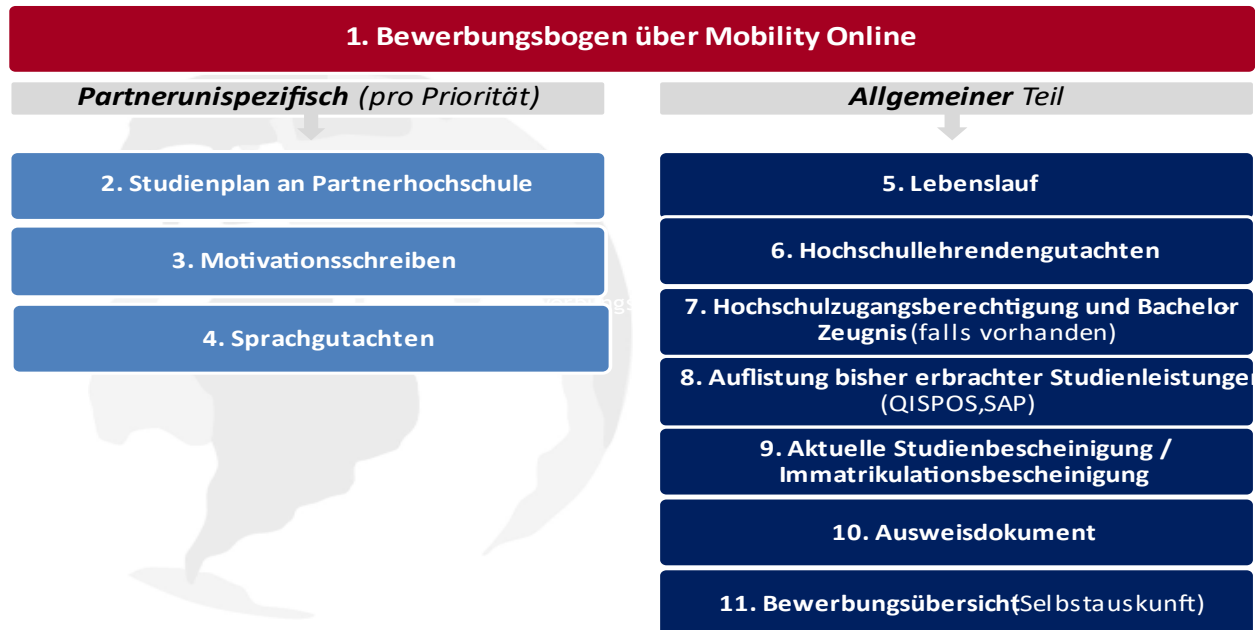 1. Bewerbungsbogen über Mobility Online
Partnerunispezifisch (pro Priorität)
2. Studienplan an Partnerhochschule
3. Motivationsschreiben
4. Sprachgutachten
Allgemeiner Teil
5. Lebenslauf
6. Hochschullehrendengutachten
7. Hochschulzugangsberechtigung und Bachelor-
Zeugnis (falls vorhanden)
8. Auflistung bisher erbrachter Studienleistungen
(QISPOS,SAP)
9. Aktuelle Studienbescheinigung /
Immatrikulationsbescheinigung
10. Ausweisdokument
11. Bewerbungsübersicht (Selbstauskunft)